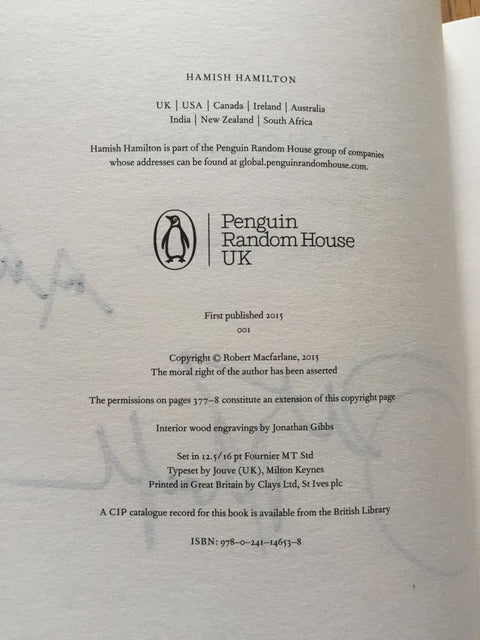 HAMISH HAMILTON
UK | USA | Canada | Ireland | Australia
India | New Zealand | South Africa
Hamish Hamilton is part of the Penguin Random House group of companies
whose addresses can be found at global.penguinrandomhouse.com.
Penguin
Random House
UK
First published 2015
001
Copyright © Robert Macfarlane, 2015
The moral right of the author has been asserted
The permissions on pages 377–8 constitute an extension of this copyright page
Interior wood engravings by Jonathan Gibbs
Set in 12.5/16 pt Fournier MT Std
Typeset by Jouve (UK), Milton Keynes
Printed in Great Britain by Clays Ltd, St Ives plc
A CIP catalogue record for this book is available from the British Library
ISBN: 978–0–241–14653–8